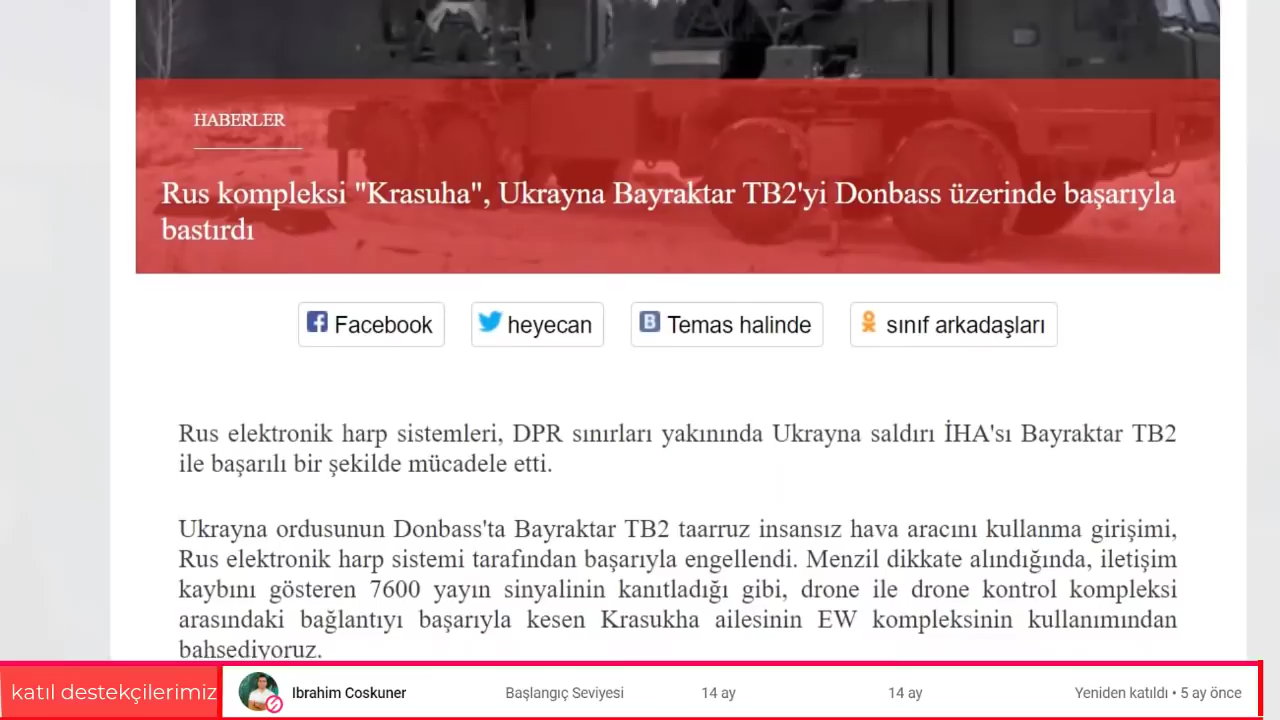 HABERLER
Rus kompleksi "Krasuha", Ukrayna Bayraktar TB2'yi Donbass üzerinde başarıyla
bastırdı
Facebook heyecan Temas halinde sınıf arkadaşları
Rus elektronik harp sistemleri, DPR sınırları yakınında Ukrayna saldırı İHA'sı Bayraktar TB2
ile başarılı bir şekilde mücadele etti.
Ukrayna ordusunun Donbass'ta Bayraktar TB2 taarruz insansız hava aracını kullanma girişimi,
Rus elektronik harp sistemi tarafından başarıyla engellendi. Menzil dikkate alındığında, iletişim
kaybını gösteren 7600 yayın sinyalinin kanıtladığı gibi, drone ile drone kontrol kompleksi
arasındaki bağlantıyı başarıyla kesen Krasukha ailesinin EW kompleksinin kullanımından
bahsediyoruz.
katıl destekçilerimiz Ibrahim Coskuner Başlangıç Seviyesi 14 ay 14 ay Yeniden katıldı • 5 ay önce